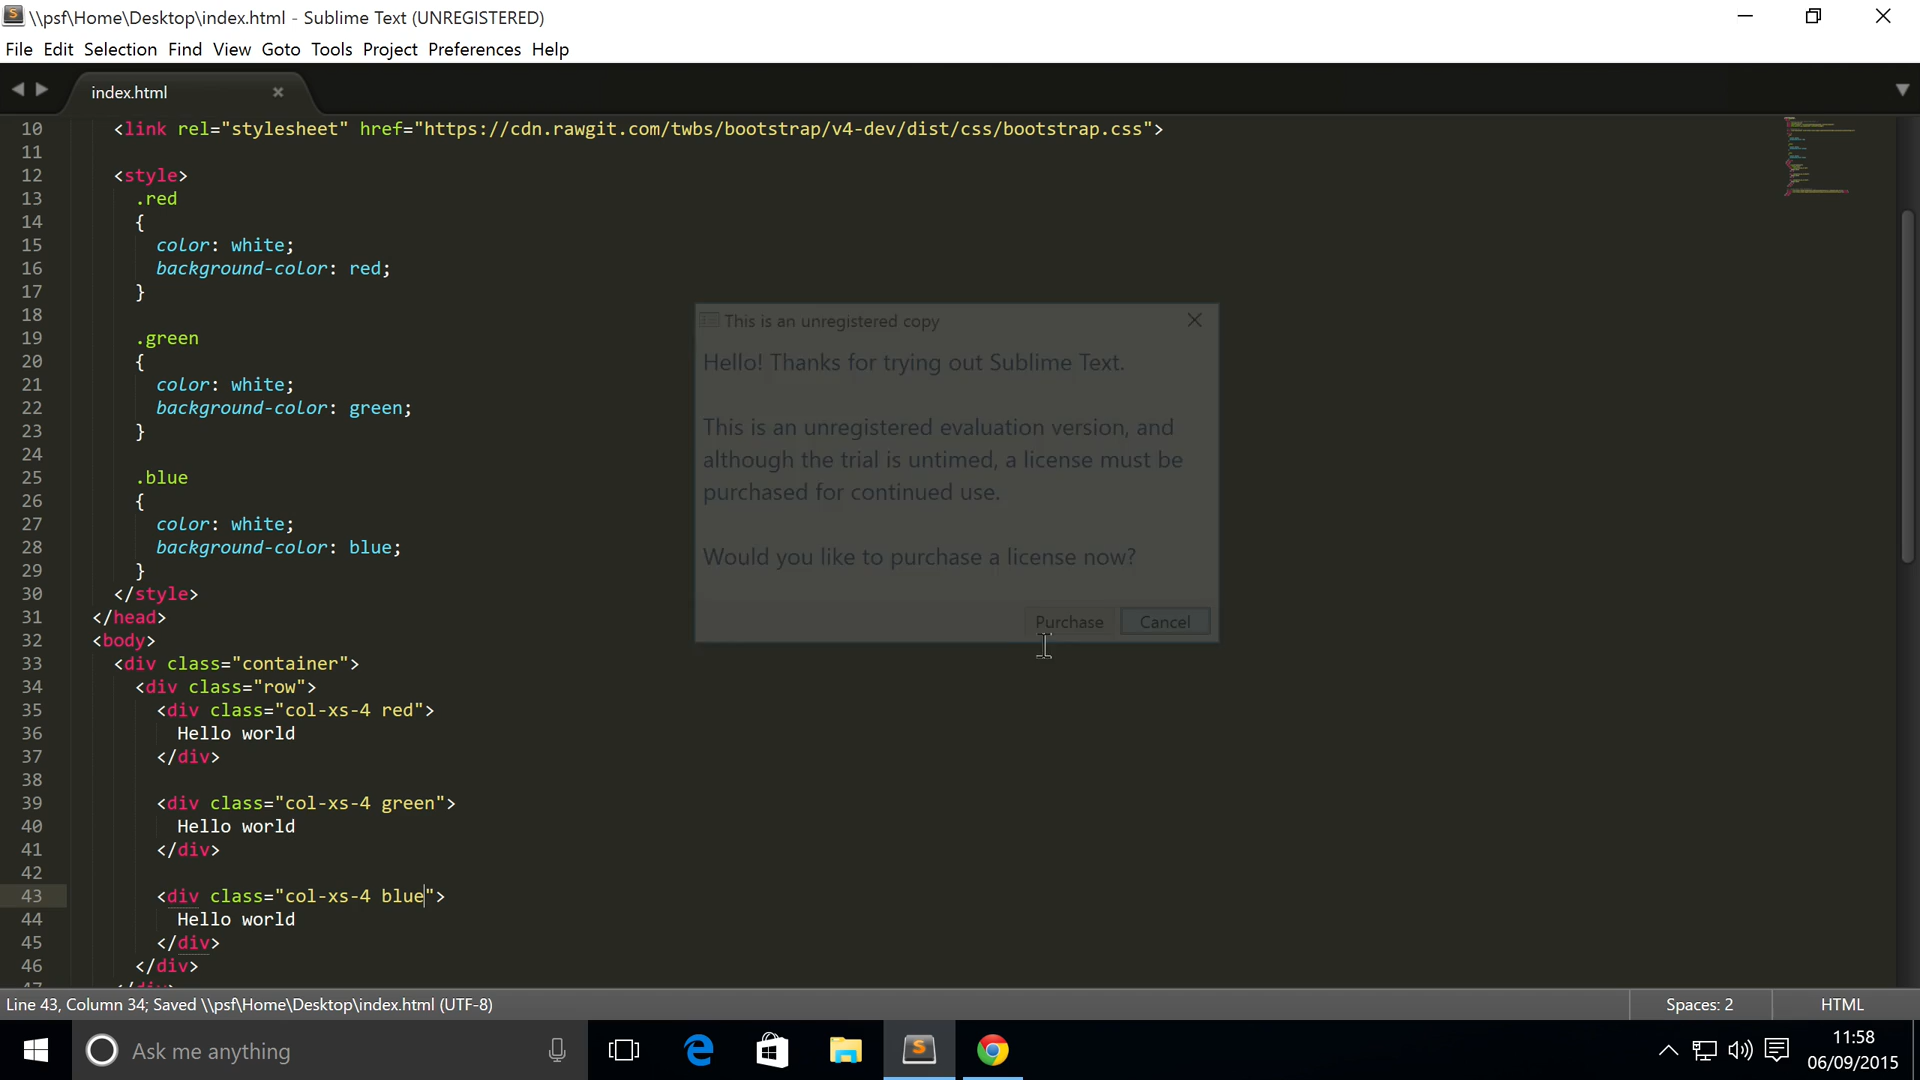 \\psf\Home\Desktop\index.html - Sublime Text (UNREGISTERED)
File Edit Selection Find View Goto Tools Project Preferences Help
index.html
10 <link rel="stylesheet" href="https://cdn.rawgit.com/twbs/bootstrap/v4-dev/dist/css/bootstrap.css">
11
12 <style>
13 .red
14 {
15 color: white;
16 background-color: red;
17 }
18
19 .green
20 {
21 color: white;
22 background-color: green;
23 }
24
25 .blue
26 {
27 color: white;
28 background-color: blue;
29 }
30 </style>
31 </head>
32 <body>
33 <div class="container">
34 <div class="row">
35 <div class="col-xs-4 red">
36 Hello world
37 </div>
38
39 <div class="col-xs-4 green">
40 Hello world
41 </div>
42
43 <div class="col-xs-4 blue">
44 Hello world
45 </div>
46 </div>
This is an unregistered copy
Hello! Thanks for trying out Sublime Text.
This is an unregistered evaluation version, and
although the trial is untimed, a license must be
purchased for continued use.
Would you like to purchase a license now?
Purchase Cancel
Line 43, Column 34; Saved \\psf\Home\Desktop\index.html (UTF-8)
Spaces: 2
HTML
Ask me anything
11:58
06/09/2015